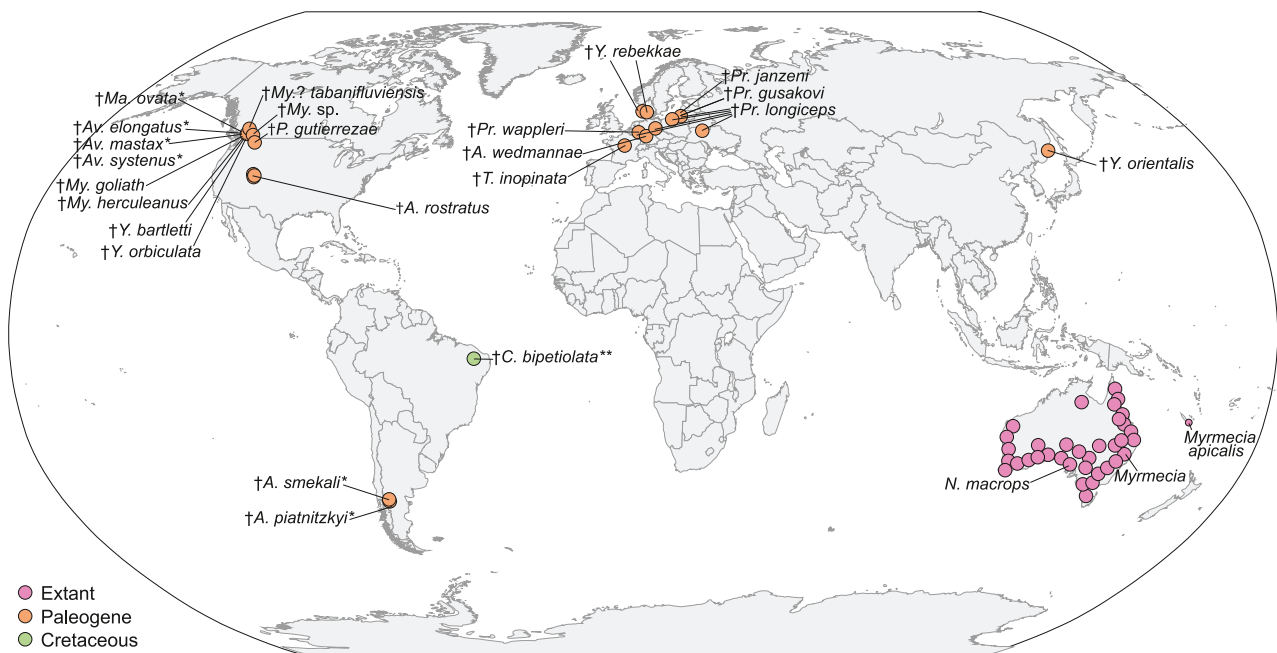 †Y. rebekkae
†Pr. janzeni
†Pr. gusakovi
†Pr. longiceps
†Ma. ovata*
†My.? tabanifluviensis
†My. sp.
†P. gutierrezae
†Av. elongatus*
†Av. mastax*
†Av. systenus*
†My. goliath
†My. herculeanus
†Y. bartletti
†Y. orbiculata
†A. rostratus
†Pr. wappleri
†A. wedmannae
†T. inopinata
†Y. orientalis
†C. bipetiolata**
†A. smekali*
†A. piatnitzkyi*
Myrmecia
apicalis
Myrmecia
N. macrops
Extant
Paleogene
Cretaceous